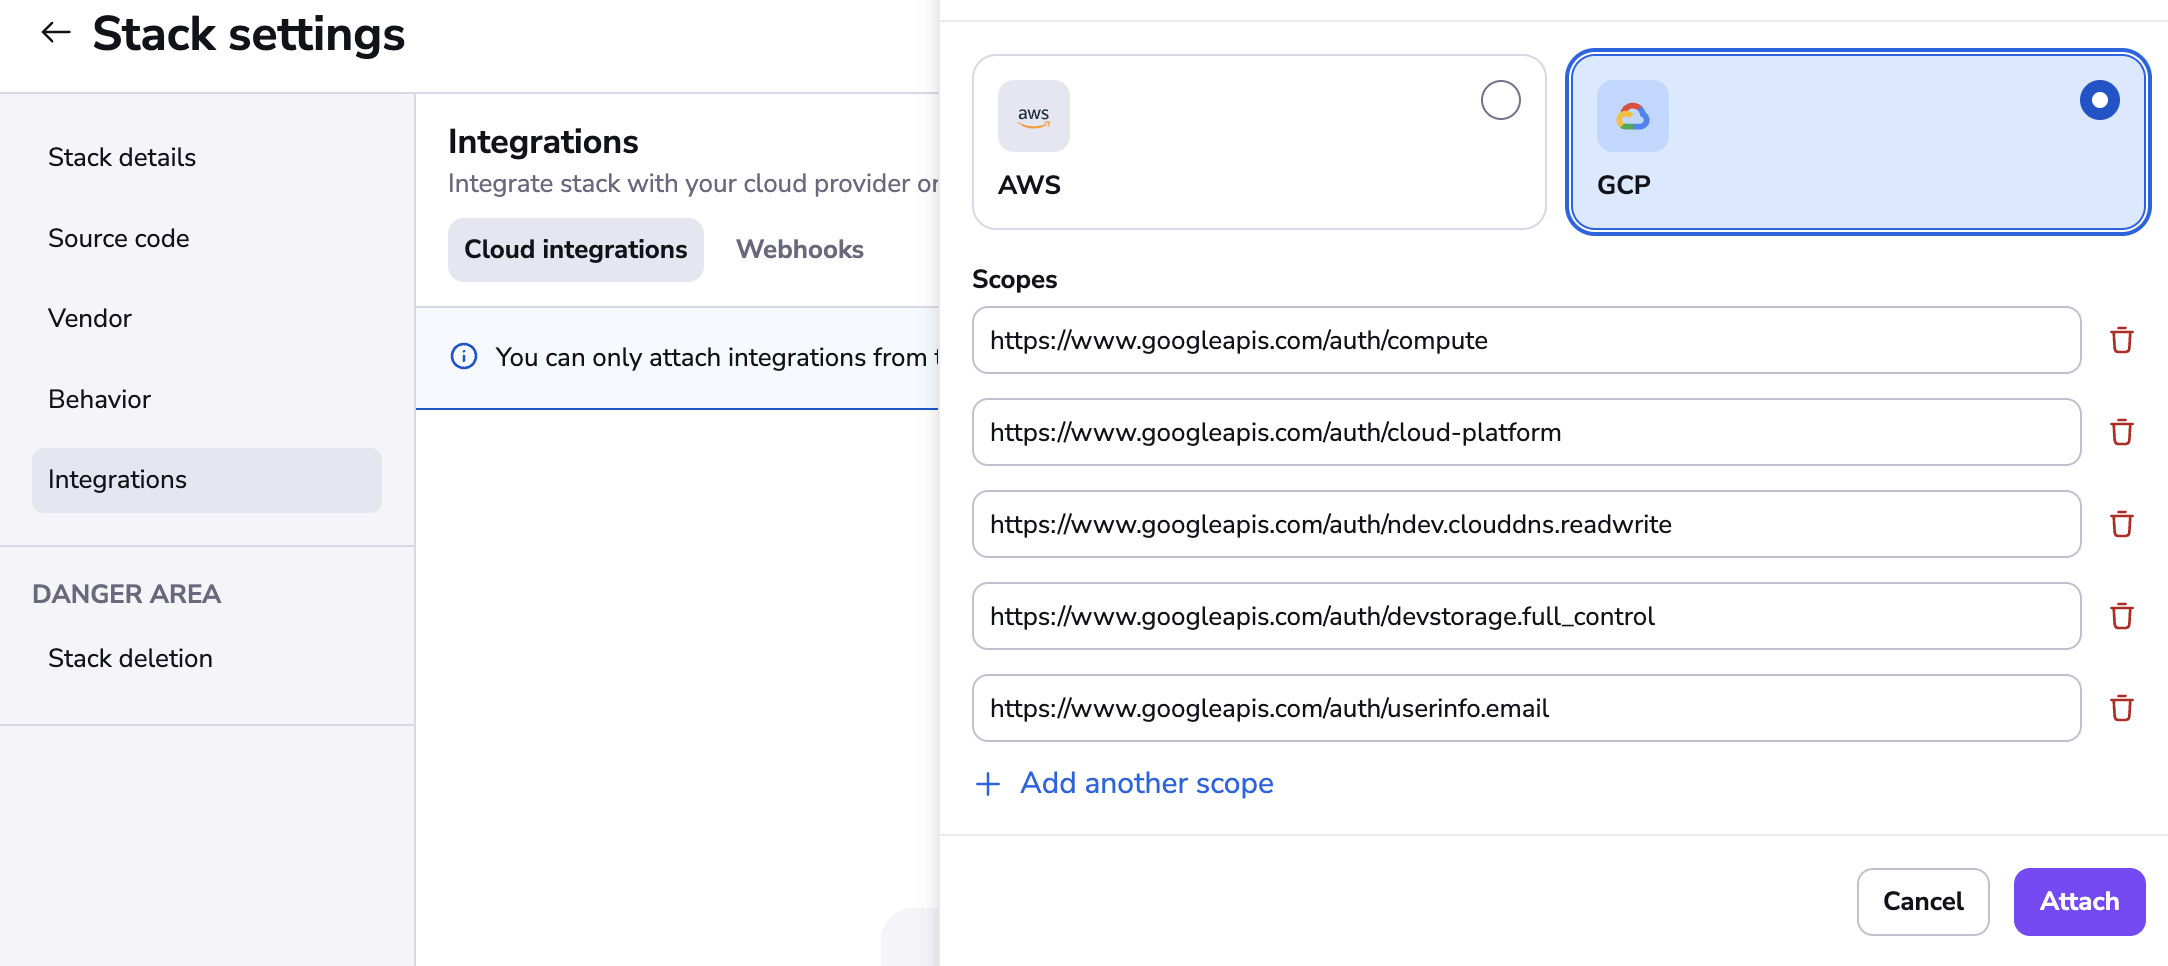 Stack settings
Stack details
Source code
Vendor
Behavior
Integrations
DANGER AREA
Stack deletion
Integrations
Integrate stack with your cloud provider or
Cloud integrations
Webhooks
You can only attach integrations from
aws
AWS
GCP
Scopes
https://www.googleapis.com/auth/compute
https://www.googleapis.com/auth/cloud-platform
https://www.googleapis.com/auth/ndev.clouddns.readwrite
https://www.googleapis.com/auth/devstorage.full_control
https://www.googleapis.com/auth/userinfo.email
Add another scope
Cancel
Attach